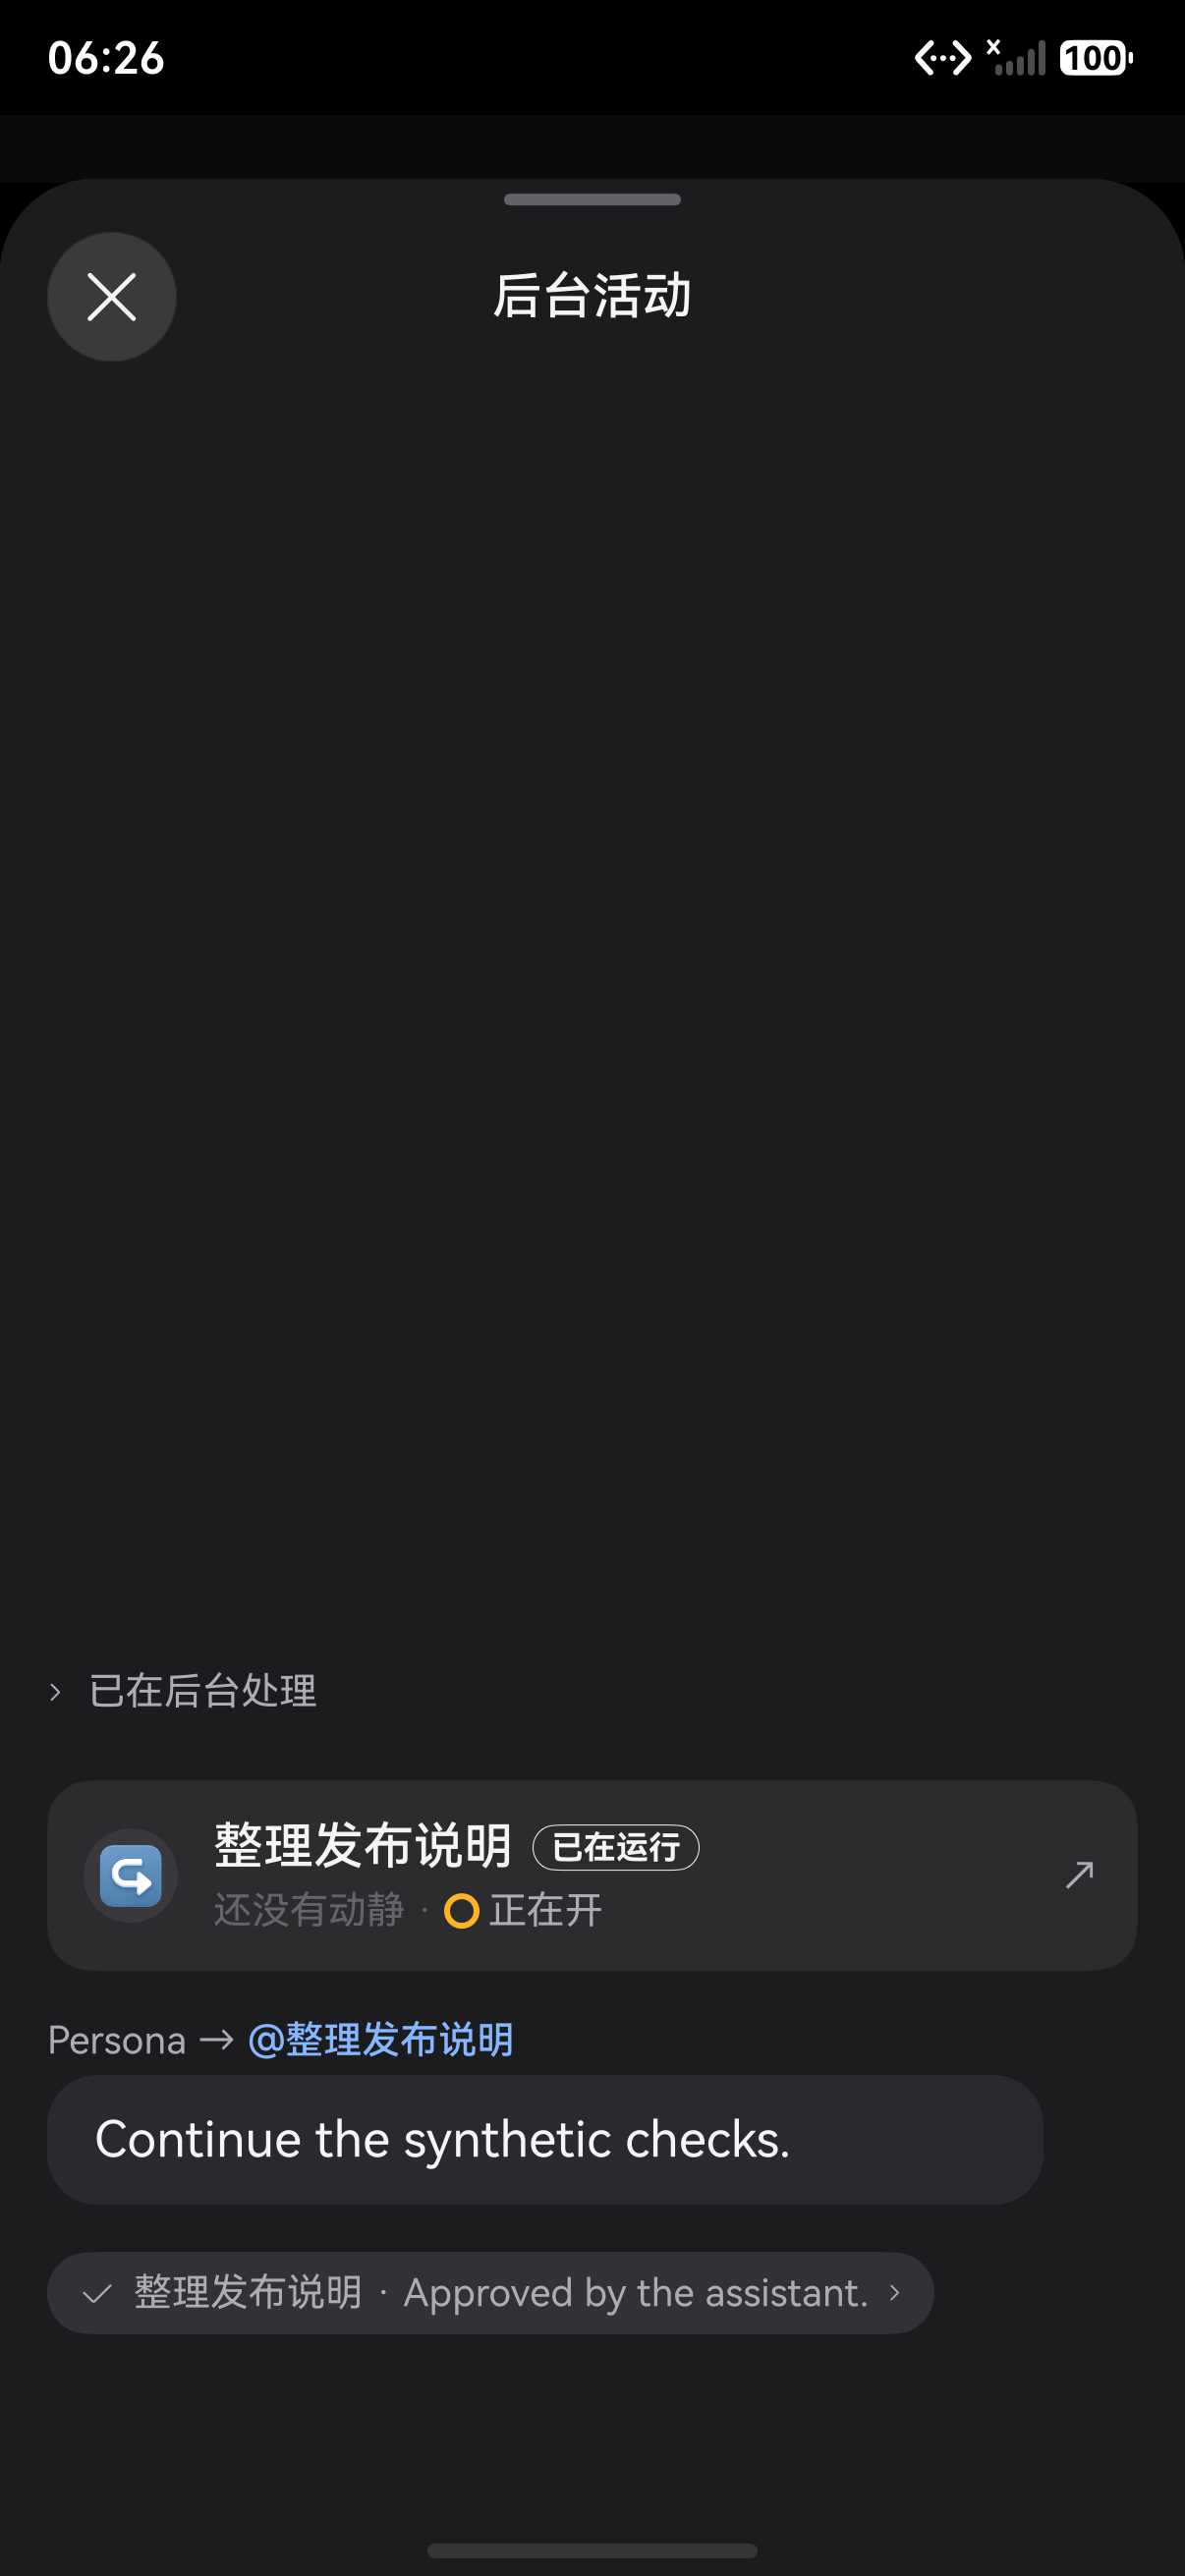 06:26
100
后台活动
已在后台处理
整理发布说明 已在运行
还没有动静 · 正在开
Persona → @整理发布说明
Continue the synthetic checks.
整理发布说明 · Approved by the assistant.